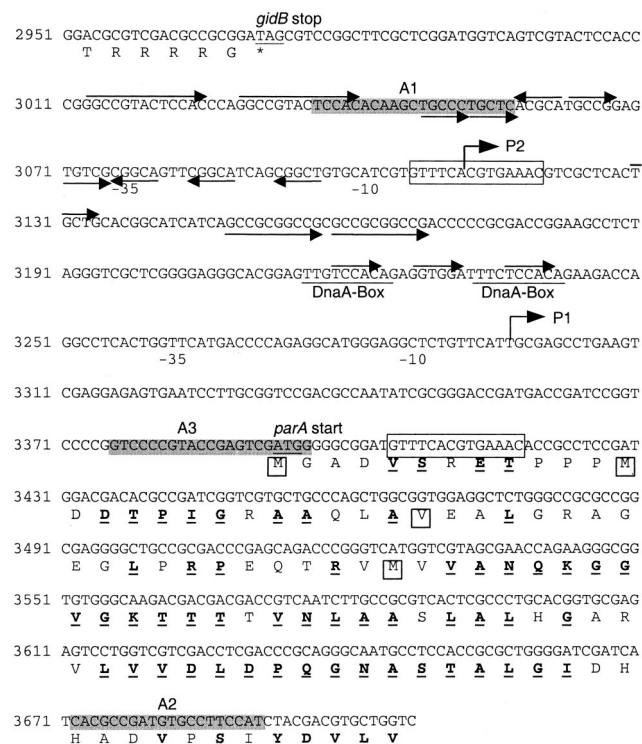 gidB stop
2951 GGACGCGTCGACGCCGCGGATAGCGTCCGGCTTCGCTCGGATGGTCAGTCGTACTCCACC
T R R R G *
A1
3011 CGGGCCGTACTCCACCCAGGCCGTACTCCACACAAGCTGCCCTGCTCACGCATGCCGGAG
P2
3071 TGTCGCGGCAGTTCGGCATCAGCGGCTGTGCATCGTGTTTCACGTGAAACGTCGCTCACT
-35 -10
3131 GCTGCACGGCATCATCAGCCGCGGCCGCGCCGCGGCCGACCCCCGCGACCGGAAGCCTCT
3191 AGGGTCGCTCGGGGAGGGCACGGAGTTGTCCACAGAGGTGGATTTCTCCACAGAAGACCA
DnaA-Box DnaA-Box
P1
3251 GGCCTCACTGGTTCATGACCCCAGAGGCATGGGAGGCTCTGTTCATTGCGAGCCTGAAGT
-35 -10
3311 CGAGGAGAGTGAATCCTTGCGGTCCGACGCCAATATCGCGGGACCGATGACCGATCCGGT
A3 parA start
3371 CCCCGGTCCCCGTACCGAGTCGATGGGGGCGGATGTTTCACGTGAAACACCGCCTCCGAT
M G A D V S R E T P P P M
3431 GGACGACACGCCGATCGGTCGTGCTGCCCAGCTGGCGGTGGAGGCTCTGGGCCGCGCCGG
D D T P I G R A A Q L A V E A L G R A G
3491 CGAGGGGCTGCCGCGACCCGAGCAGACCCGGGTCATGGTCGTAGCGAACCAGAAGGGCGG
E G L P R P E Q T R V M V V A N Q K G G
3551 TGTGGGCAAGACGACGACGACCGTCAATCTTGCCGCGTCACTCGCCCTGCACGGTGCGAG
V G K T T T T V N L A A S L A L H G A R
3611 AGTCCTGGTCGTCGACCTCGACCCGCAGGGCAATGCCTCCACCGCGCTGGGGATCGATCA
V L V V D L D P Q G N A S T A L G I D H
A2
3671 TCACGCCGATGTGCCTTCCATCTACGACGTGCTGGTC
H A D V P S I Y D V L V